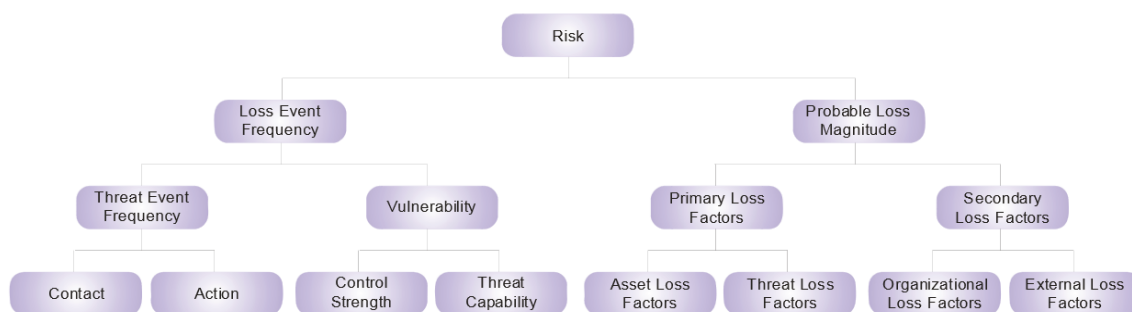 Risk
Loss Event
Frequency
Probable Loss
Magnitude
Threat Event
Frequency
Vulnerability
Primary Loss
Factors
Secondary
Loss Factors
Contact
Action
Control
Strength
Threat
Capability
Asset Loss
Factors
Threat Loss
Factors
Organizational
Loss Factors
External Loss
Factors